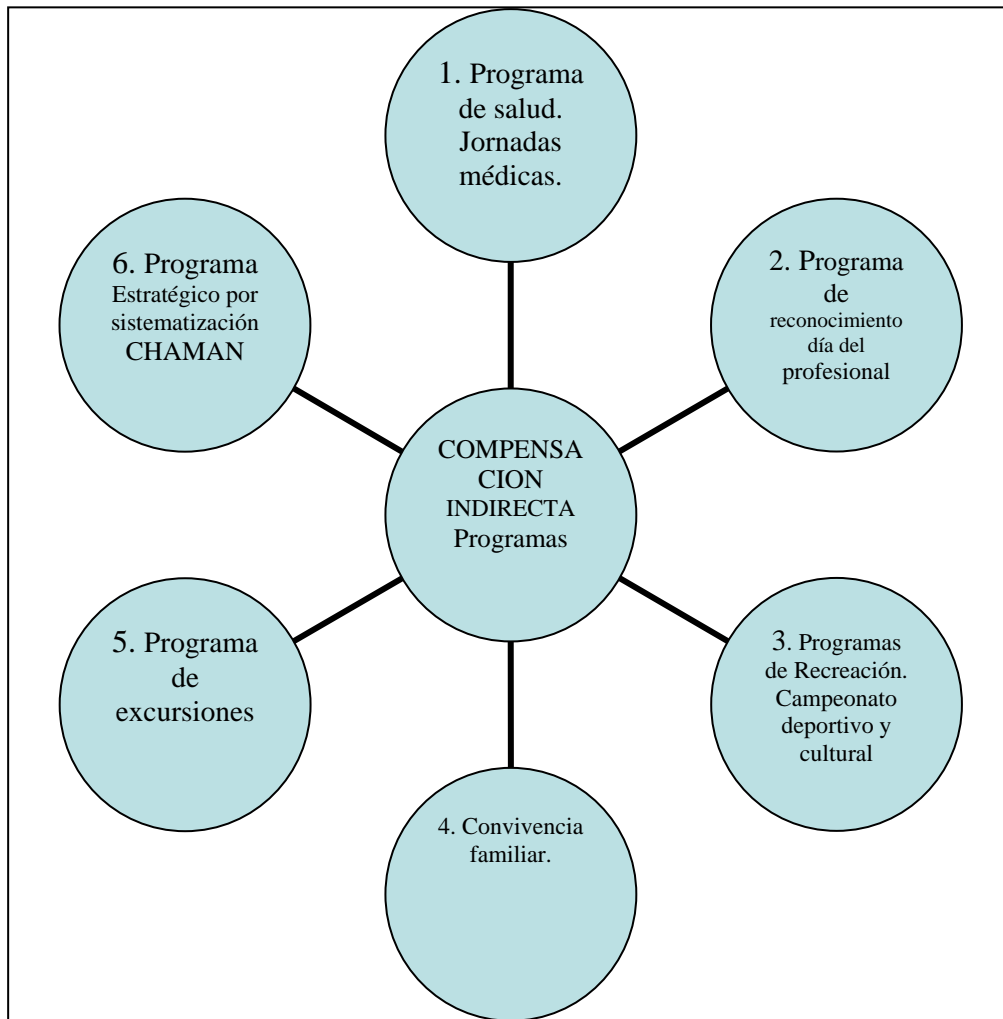 1. Programa
de salud.
Jornadas
médicas.
2. Programa
de
reconocimiento
día del
profesional
3. Programas
de Recreación.
Campeonato
deportivo y
cultural
4. Convivencia
familiar.
5. Programa
de
excursiones
6. Programa
Estratégico por
sistematización
CHAMAN
COMPENSA
CION
INDIRECTA
Programas